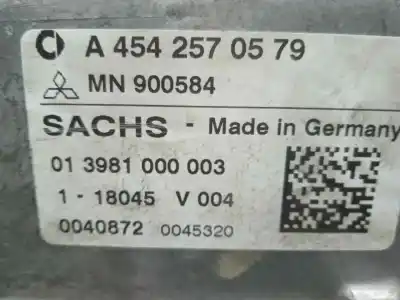 A 454 257 05 79
MN 900584
SACHS - Made in Germany
01 3981 000 003
1 - 18045 V 004
0040872 0045320